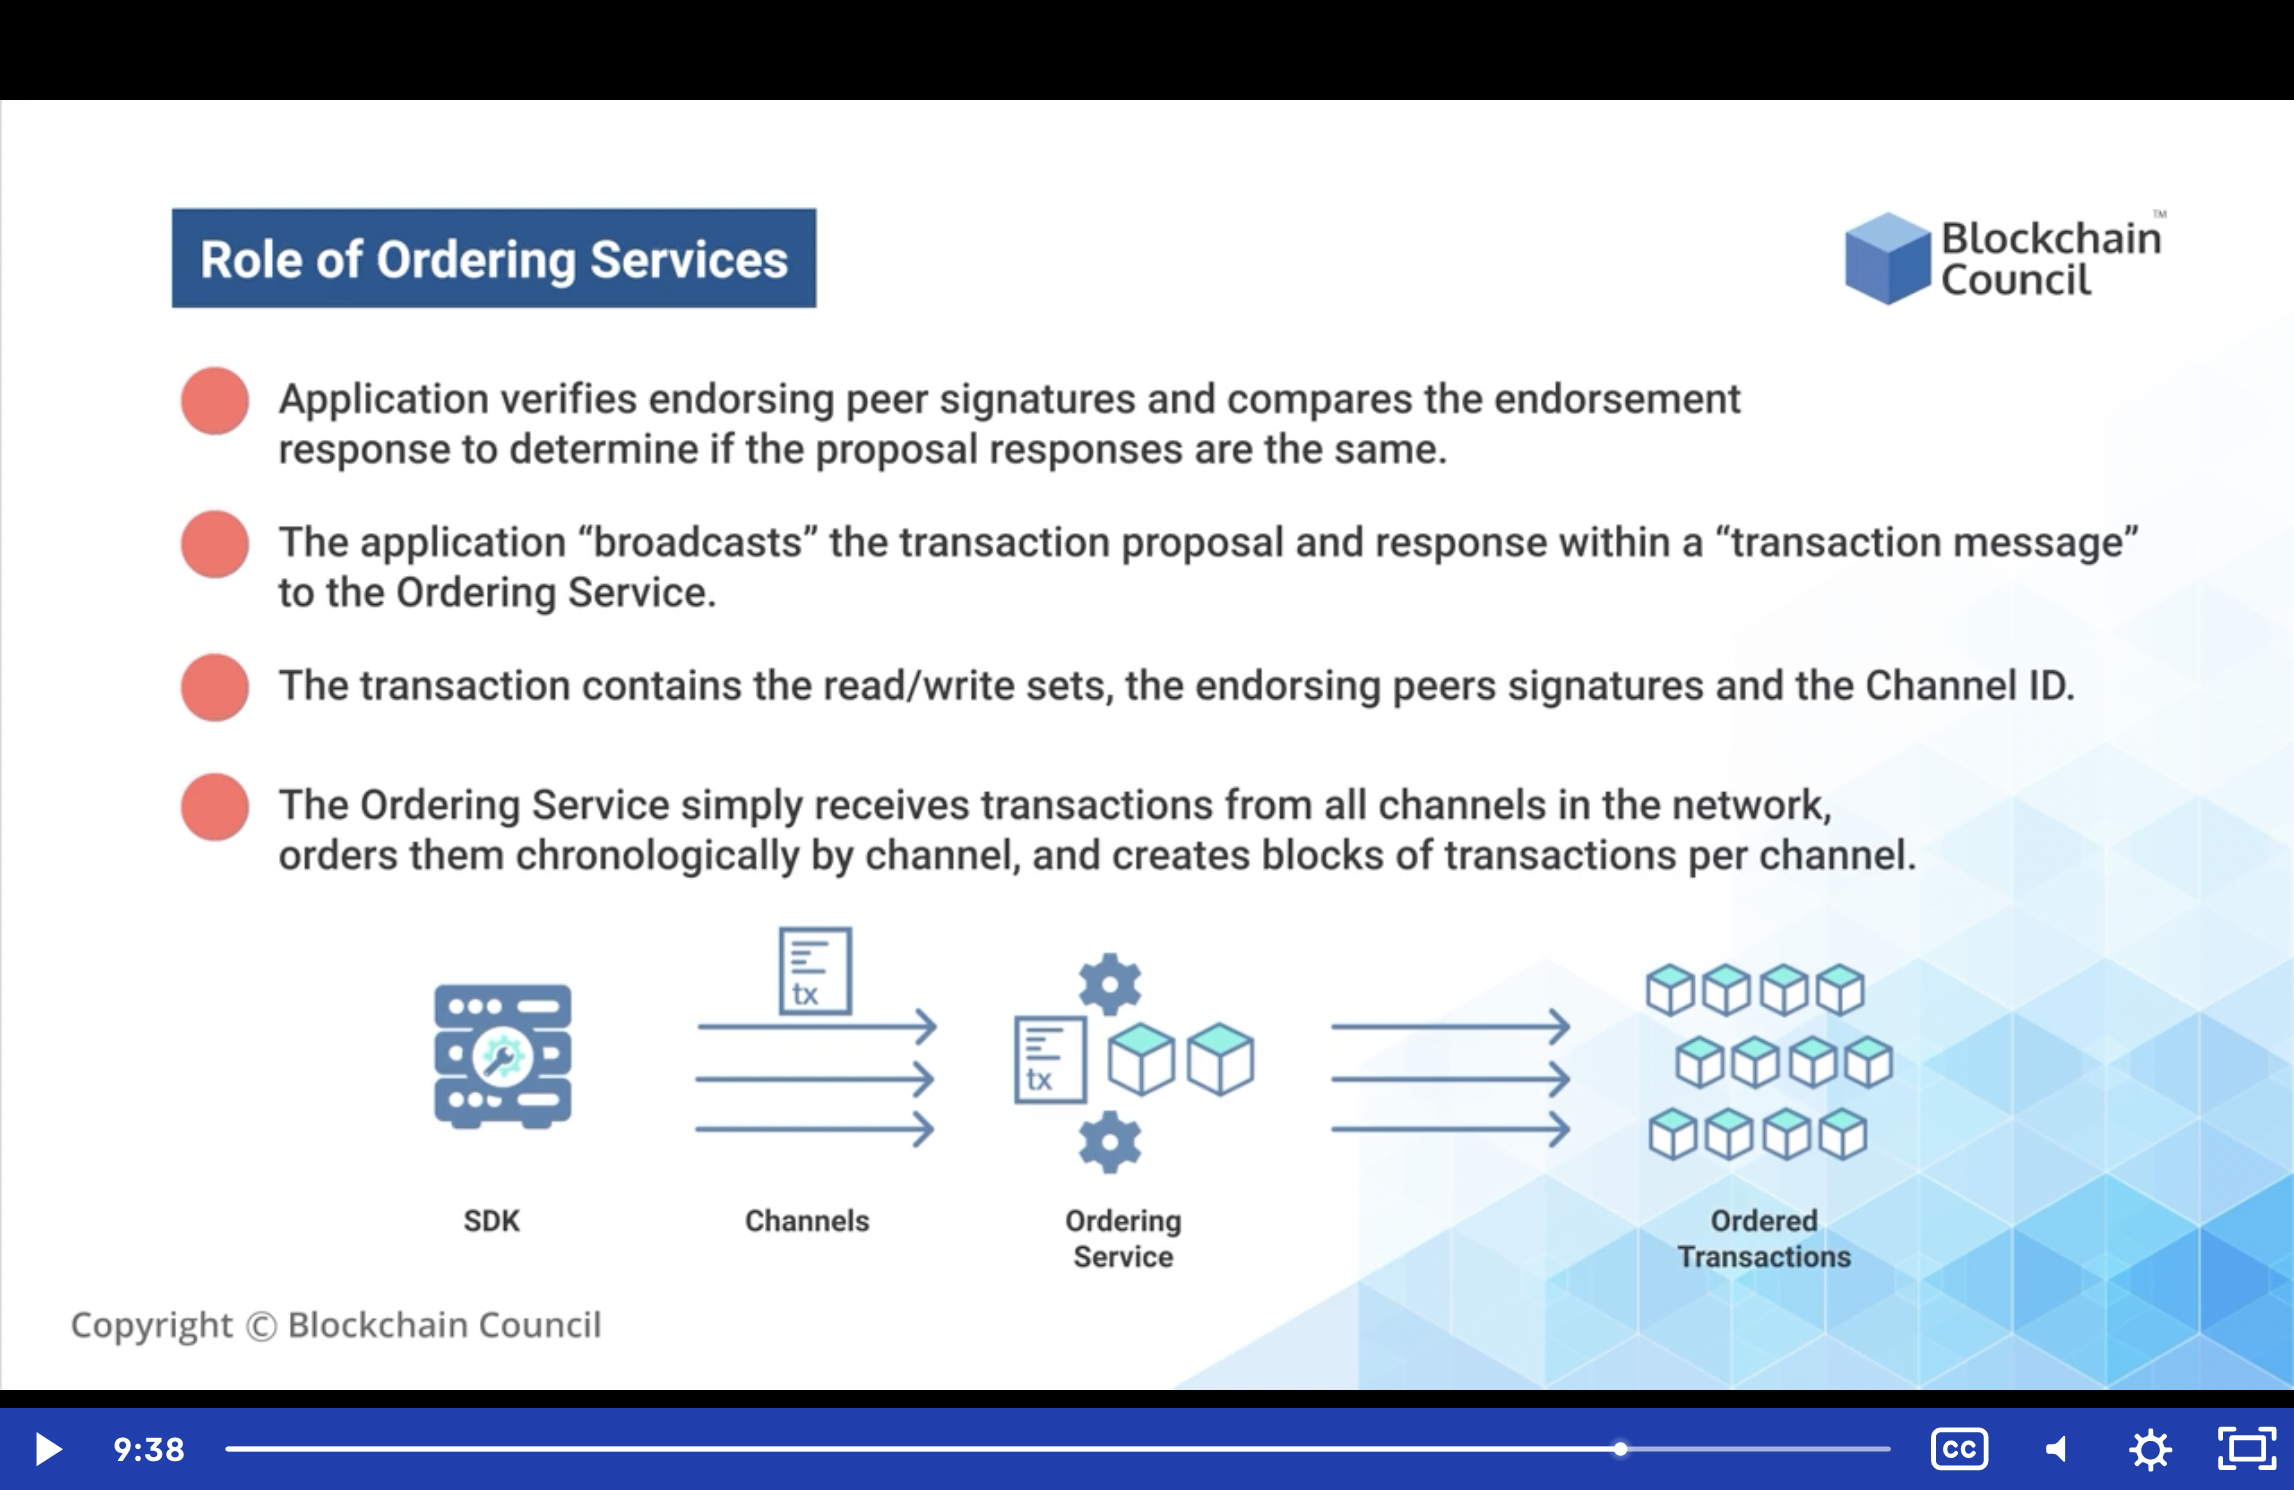 Role of Ordering Services
Blockchain
Council
TM
Application verifies endorsing peer signatures and compares the endorsement
response to determine if the proposal responses are the same.
The application “broadcasts” the transaction proposal and response within a “transaction message”
to the Ordering Service.
The transaction contains the read/write sets, the endorsing peers signatures and the Channel ID.
The Ordering Service simply receives transactions from all channels in the network,
orders them chronologically by channel, and creates blocks of transactions per channel.
tx
tx
SDK
Channels
Ordering
Service
Ordered
Transactions
Copyright © Blockchain Council
9:38
CC